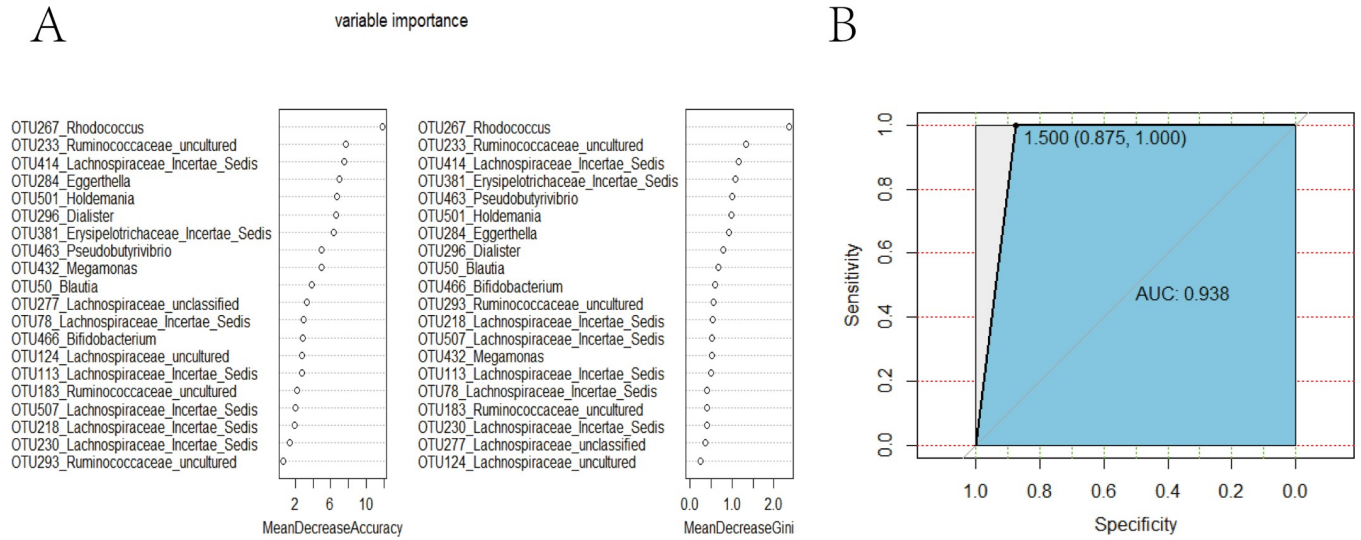 A
variable importance
B
OTU267_Rhodococcus
OTU233_Ruminococcaceae_uncultured
OTU414_Lachnospiraceae_Incertae_Sedis
OTU284_Eggerthella
OTU501_Holdemania
OTU296_Dialister
OTU381_Erysipelotrichaceae_Incertae_Sedis
OTU463_Pseudobutyrivibrio
OTU432_Megamonas
OTU50_Blautia
OTU277_Lachnospiraceae_unclassified
OTU78_Lachnospiraceae_Incertae_Sedis
OTU466_Bifidobacterium
OTU124_Lachnospiraceae_uncultured
OTU113_Lachnospiraceae_Incertae_Sedis
OTU183_Ruminococcaceae_uncultured
OTU507_Lachnospiraceae_Incertae_Sedis
OTU218_Lachnospiraceae_Incertae_Sedis
OTU230_Lachnospiraceae_Incertae_Sedis
OTU293_Ruminococcaceae_uncultured
2 6 10
MeanDecreaseAccuracy
OTU267_Rhodococcus
OTU233_Ruminococcaceae_uncultured
OTU414_Lachnospiraceae_Incertae_Sedis
OTU381_Erysipelotrichaceae_Incertae_Sedis
OTU463_Pseudobutyrivibrio
OTU501_Holdemania
OTU284_Eggerthella
OTU296_Dialister
OTU50_Blautia
OTU466_Bifidobacterium
OTU293_Ruminococcaceae_uncultured
OTU218_Lachnospiraceae_Incertae_Sedis
OTU507_Lachnospiraceae_Incertae_Sedis
OTU432_Megamonas
OTU113_Lachnospiraceae_Incertae_Sedis
OTU78_Lachnospiraceae_Incertae_Sedis
OTU183_Ruminococcaceae_uncultured
OTU230_Lachnospiraceae_Incertae_Sedis
OTU277_Lachnospiraceae_unclassified
OTU124_Lachnospiraceae_uncultured
0.0 1.0 2.0
MeanDecreaseGini
Sensitivity
1.0
0.8
0.6
0.4
0.2
0.0
1.500 (0.875, 1.000)
AUC: 0.938
1.0 0.8 0.6 0.4 0.2 0.0
Specificity